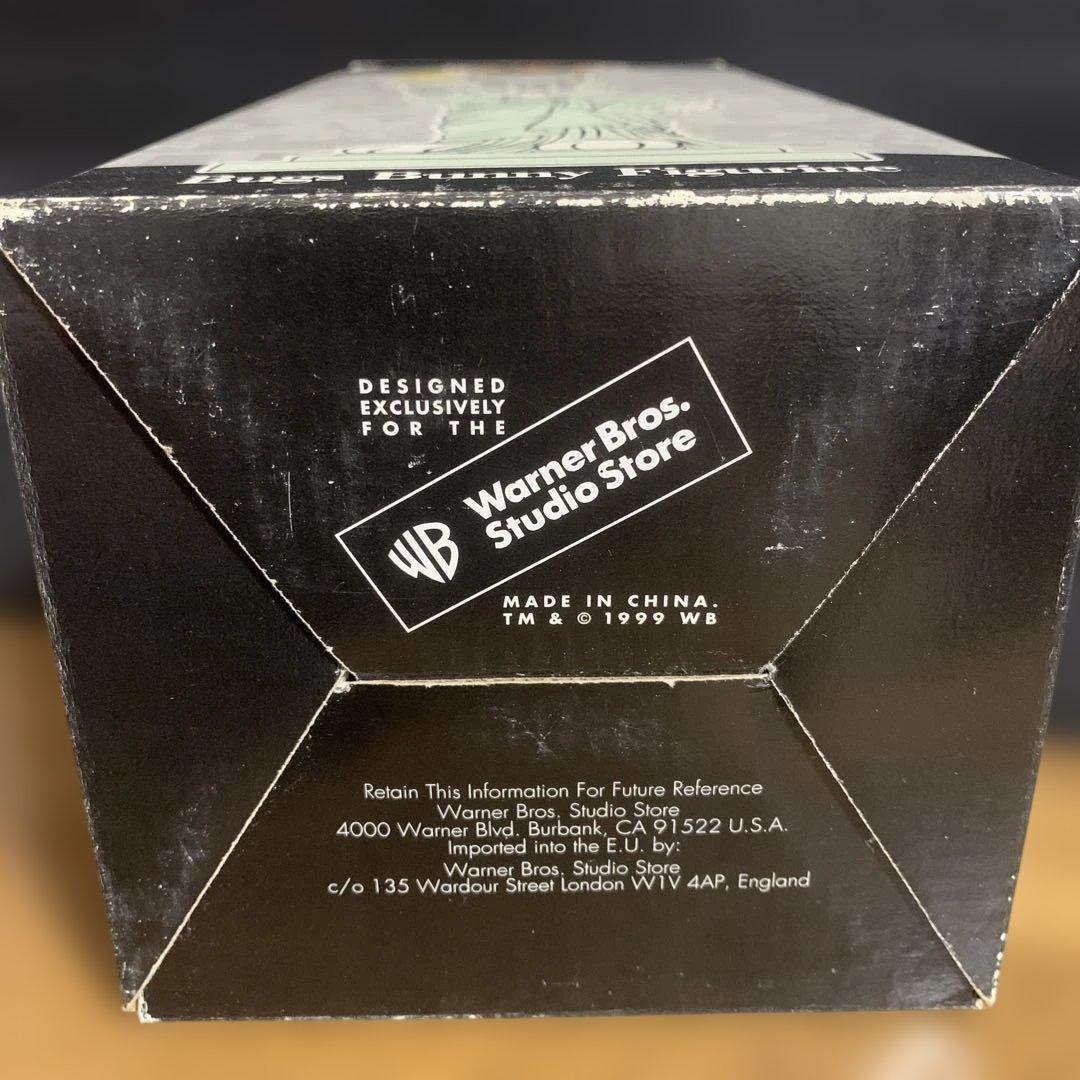 Bugs Bunny Figurine
DESIGNED
EXCLUSIVELY
FOR THE
WB
Warner Bros.
Studio Store
MADE IN CHINA.
TM & © 1999 WB
Retain This Information For Future Reference
Warner Bros. Studio Store
4000 Warner Blvd. Burbank, CA 91522 U.S.A.
Imported into the E.U. by:
Warner Bros. Studio Store
c/o 135 Wardour Street London W1V 4AP, England